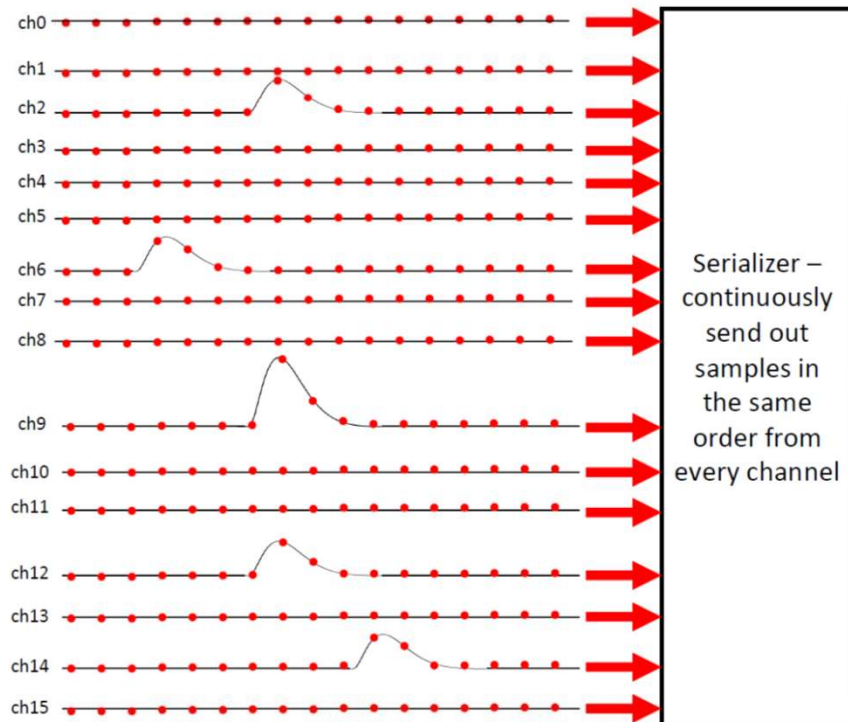 ch0
ch1
ch2
ch3
ch4
ch5
ch6
ch7
ch8
ch9
ch10
ch11
ch12
ch13
ch14
ch15
Serializer –
continuously
send out
samples in
the same
order from
every channel